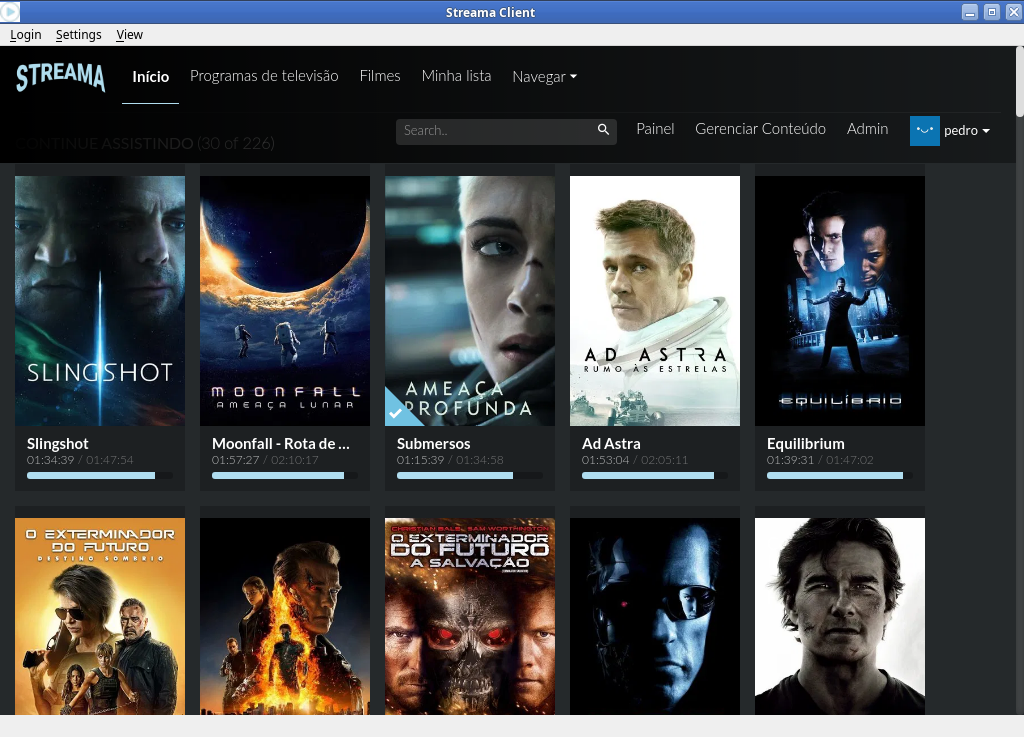 Streama Client
Login Settings View
STREAMA Início Programas de televisão Filmes Minha lista Navegar
Search.. Painel Gerenciar Conteúdo Admin pedro
CONTINUE ASSISTINDO (30 of 226)
SLINGSHOT
MOONFALL
AMEAÇA LUNAR
AMEAÇA
PROFUNDA
AD ASTRA
RUMO ÀS ESTRELAS
EQUILÍBRIO
Slingshot
01:34:39 / 01:47:54
Moonfall - Rota de ...
01:57:27 / 02:10:17
Submersos
01:15:39 / 01:34:58
Ad Astra
01:53:04 / 02:05:11
Equilibrium
01:39:31 / 01:47:02
O EXTERMINADOR
DO FUTURO
DESTINO SOMBRIO
CHRISTIAN BALE SAM WORTHINGTON
O EXTERMINADOR
DO FUTURO
A SALVAÇÃO